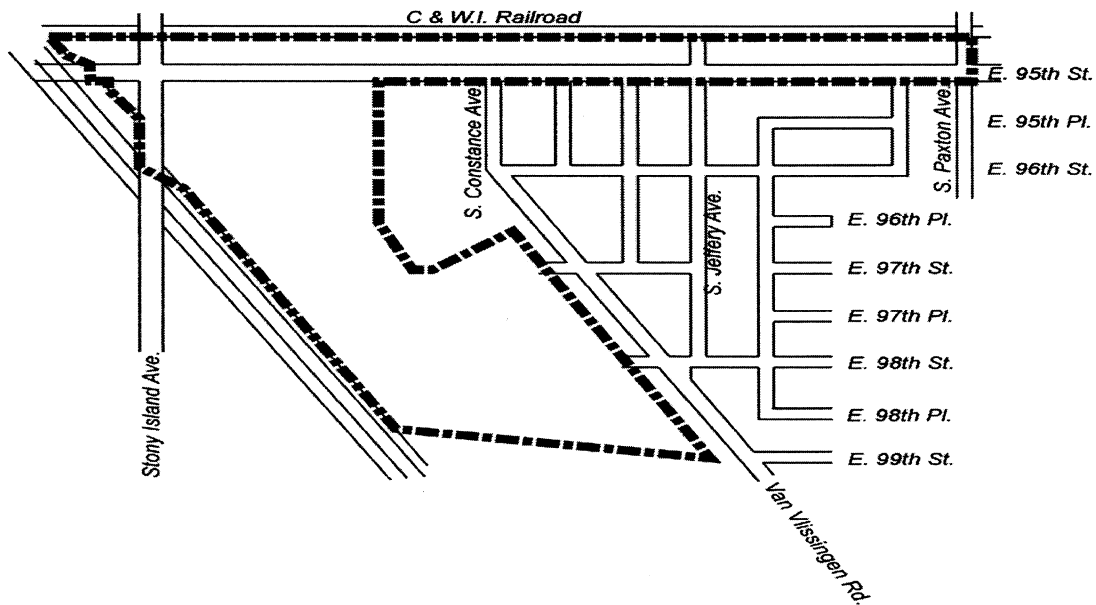 C & W.I. Railroad
E. 95th St.
S. Constance Ave.
S. Paxton Ave.
E. 95th Pl.
E. 96th St.
E. 96th Pl.
S. Jeffery Ave.
E. 97th St.
E. 97th Pl.
Stony Island Ave.
E. 98th St.
E. 98th Pl.
E. 99th St.
Van Vlissingen Rd.